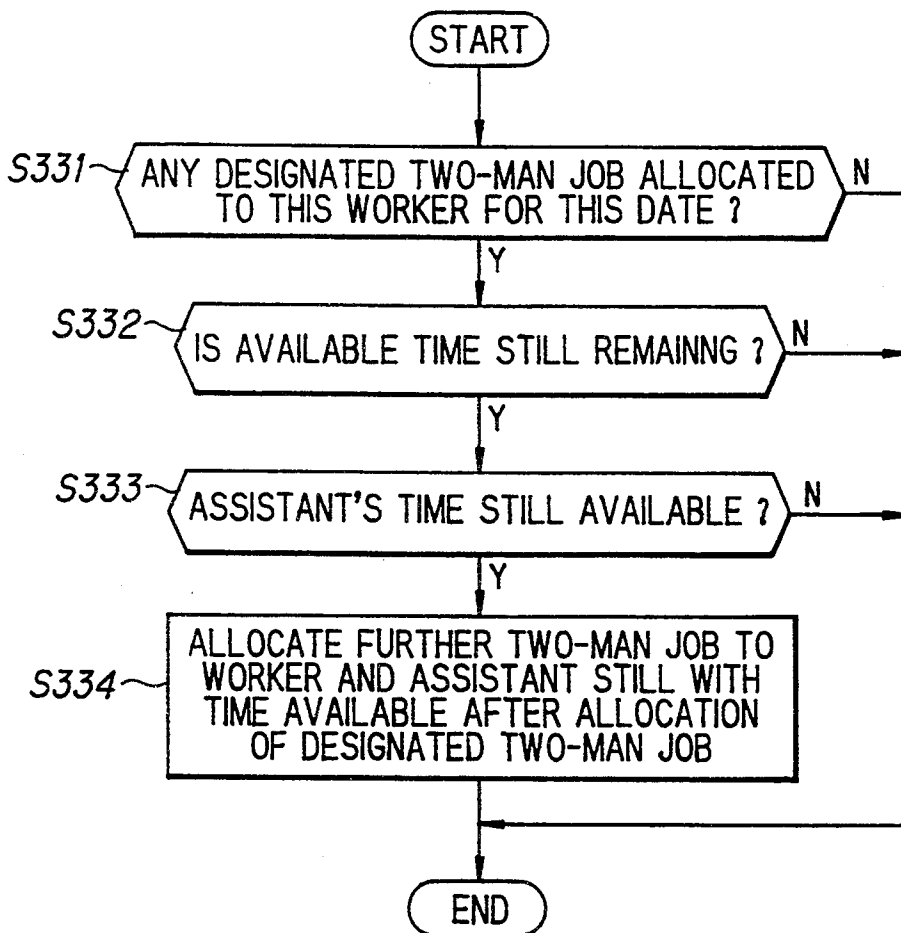 START
S331
ANY DESIGNATED TWO-MAN JOB ALLOCATED
TO THIS WORKER FOR THIS DATE ?
N
Y
S332
IS AVAILABLE TIME STILL REMAINNG ?
N
Y
S333
ASSISTANT'S TIME STILL AVAILABLE ?
N
Y
S334
ALLOCATE FURTHER TWO-MAN JOB TO
WORKER AND ASSISTANT STILL WITH
TIME AVAILABLE AFTER ALLOCATION
OF DESIGNATED TWO-MAN JOB
END